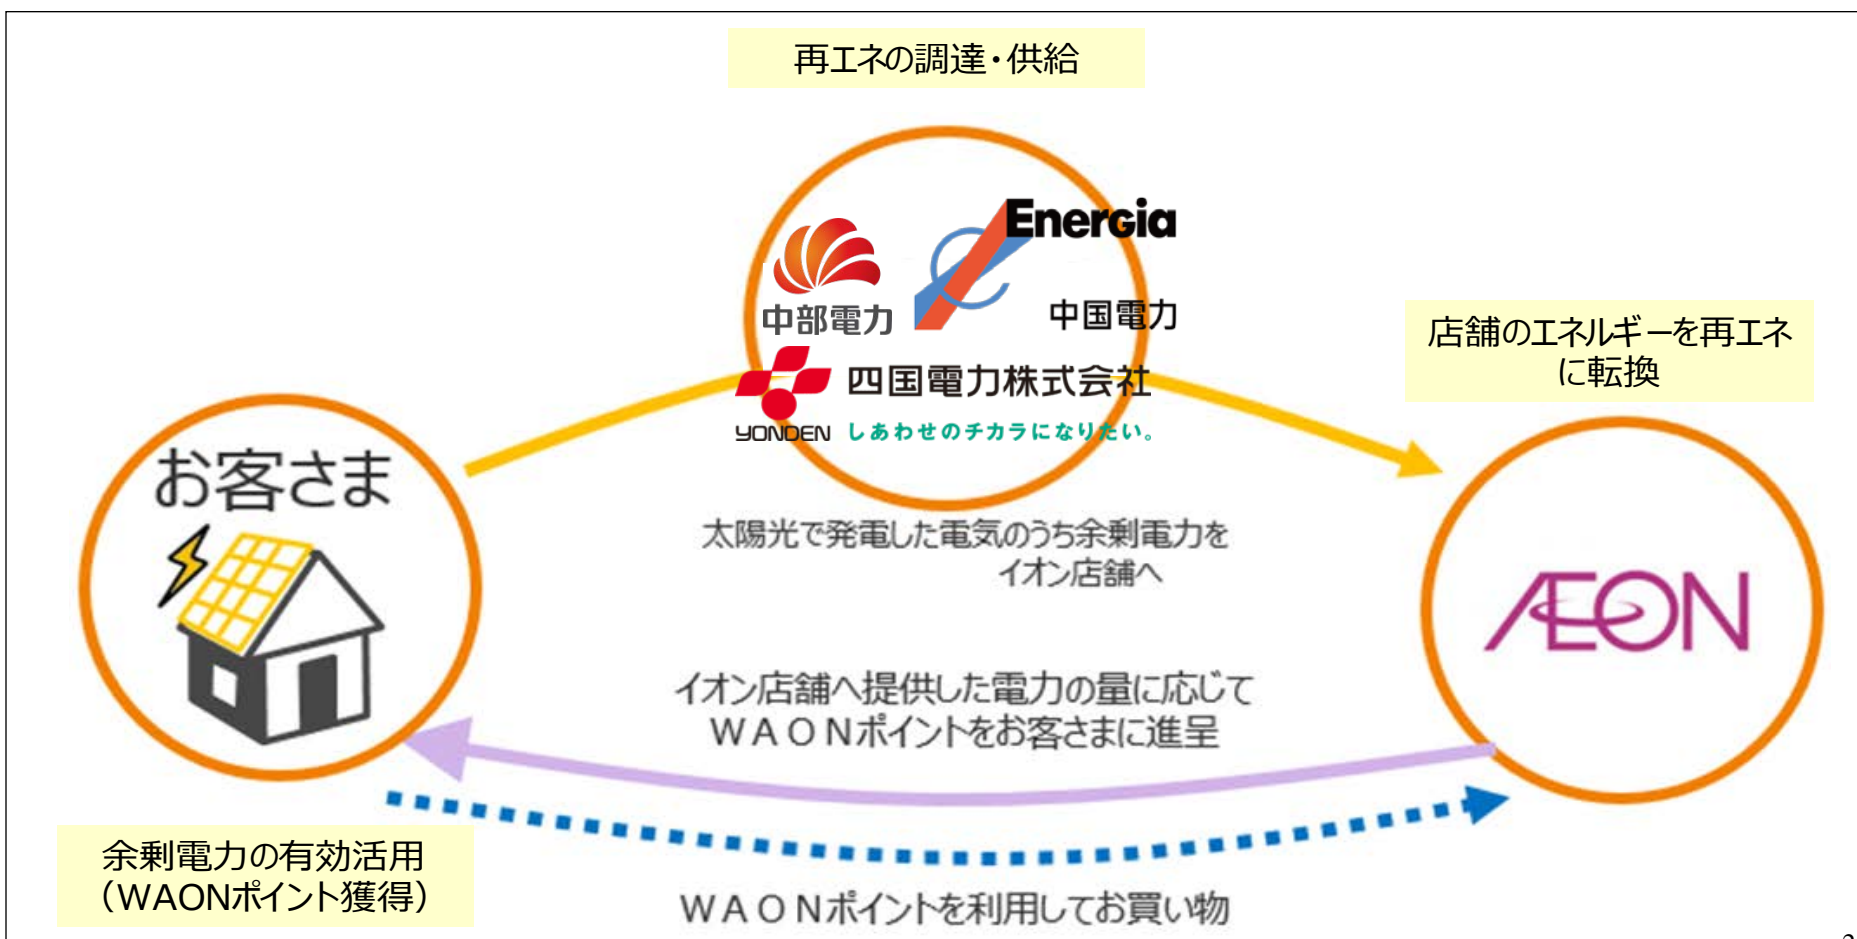 再エネの調達・供給
Energia
中部電力
中国電力
四国電力株式会社
YONDEN しあわせのチカラになりたい。
店舗のエネルギーを再エネ
に転換
お客さま
太陽光で発電した電気のうち余剰電力を
イオン店舗へ
ÆON
イオン店舗へ提供した電力の量に応じて
ＷＡＯＮポイントをお客さまに進呈
余剰電力の有効活用
（WAONポイント獲得）
ＷＡＯＮポイントを利用してお買い物